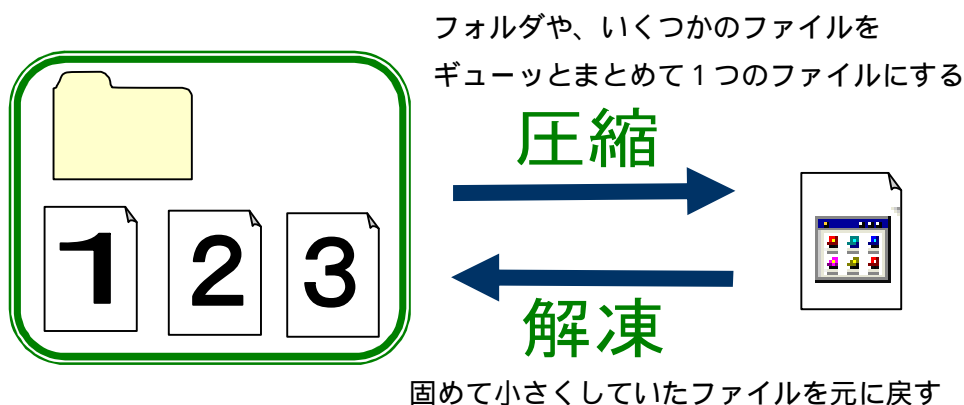 フォルダや、いくつかのファイルを
ギューッとまとめて１つのファイルにする
圧縮
1 2 3
解凍
固めて小さくしていたファイルを元に戻す